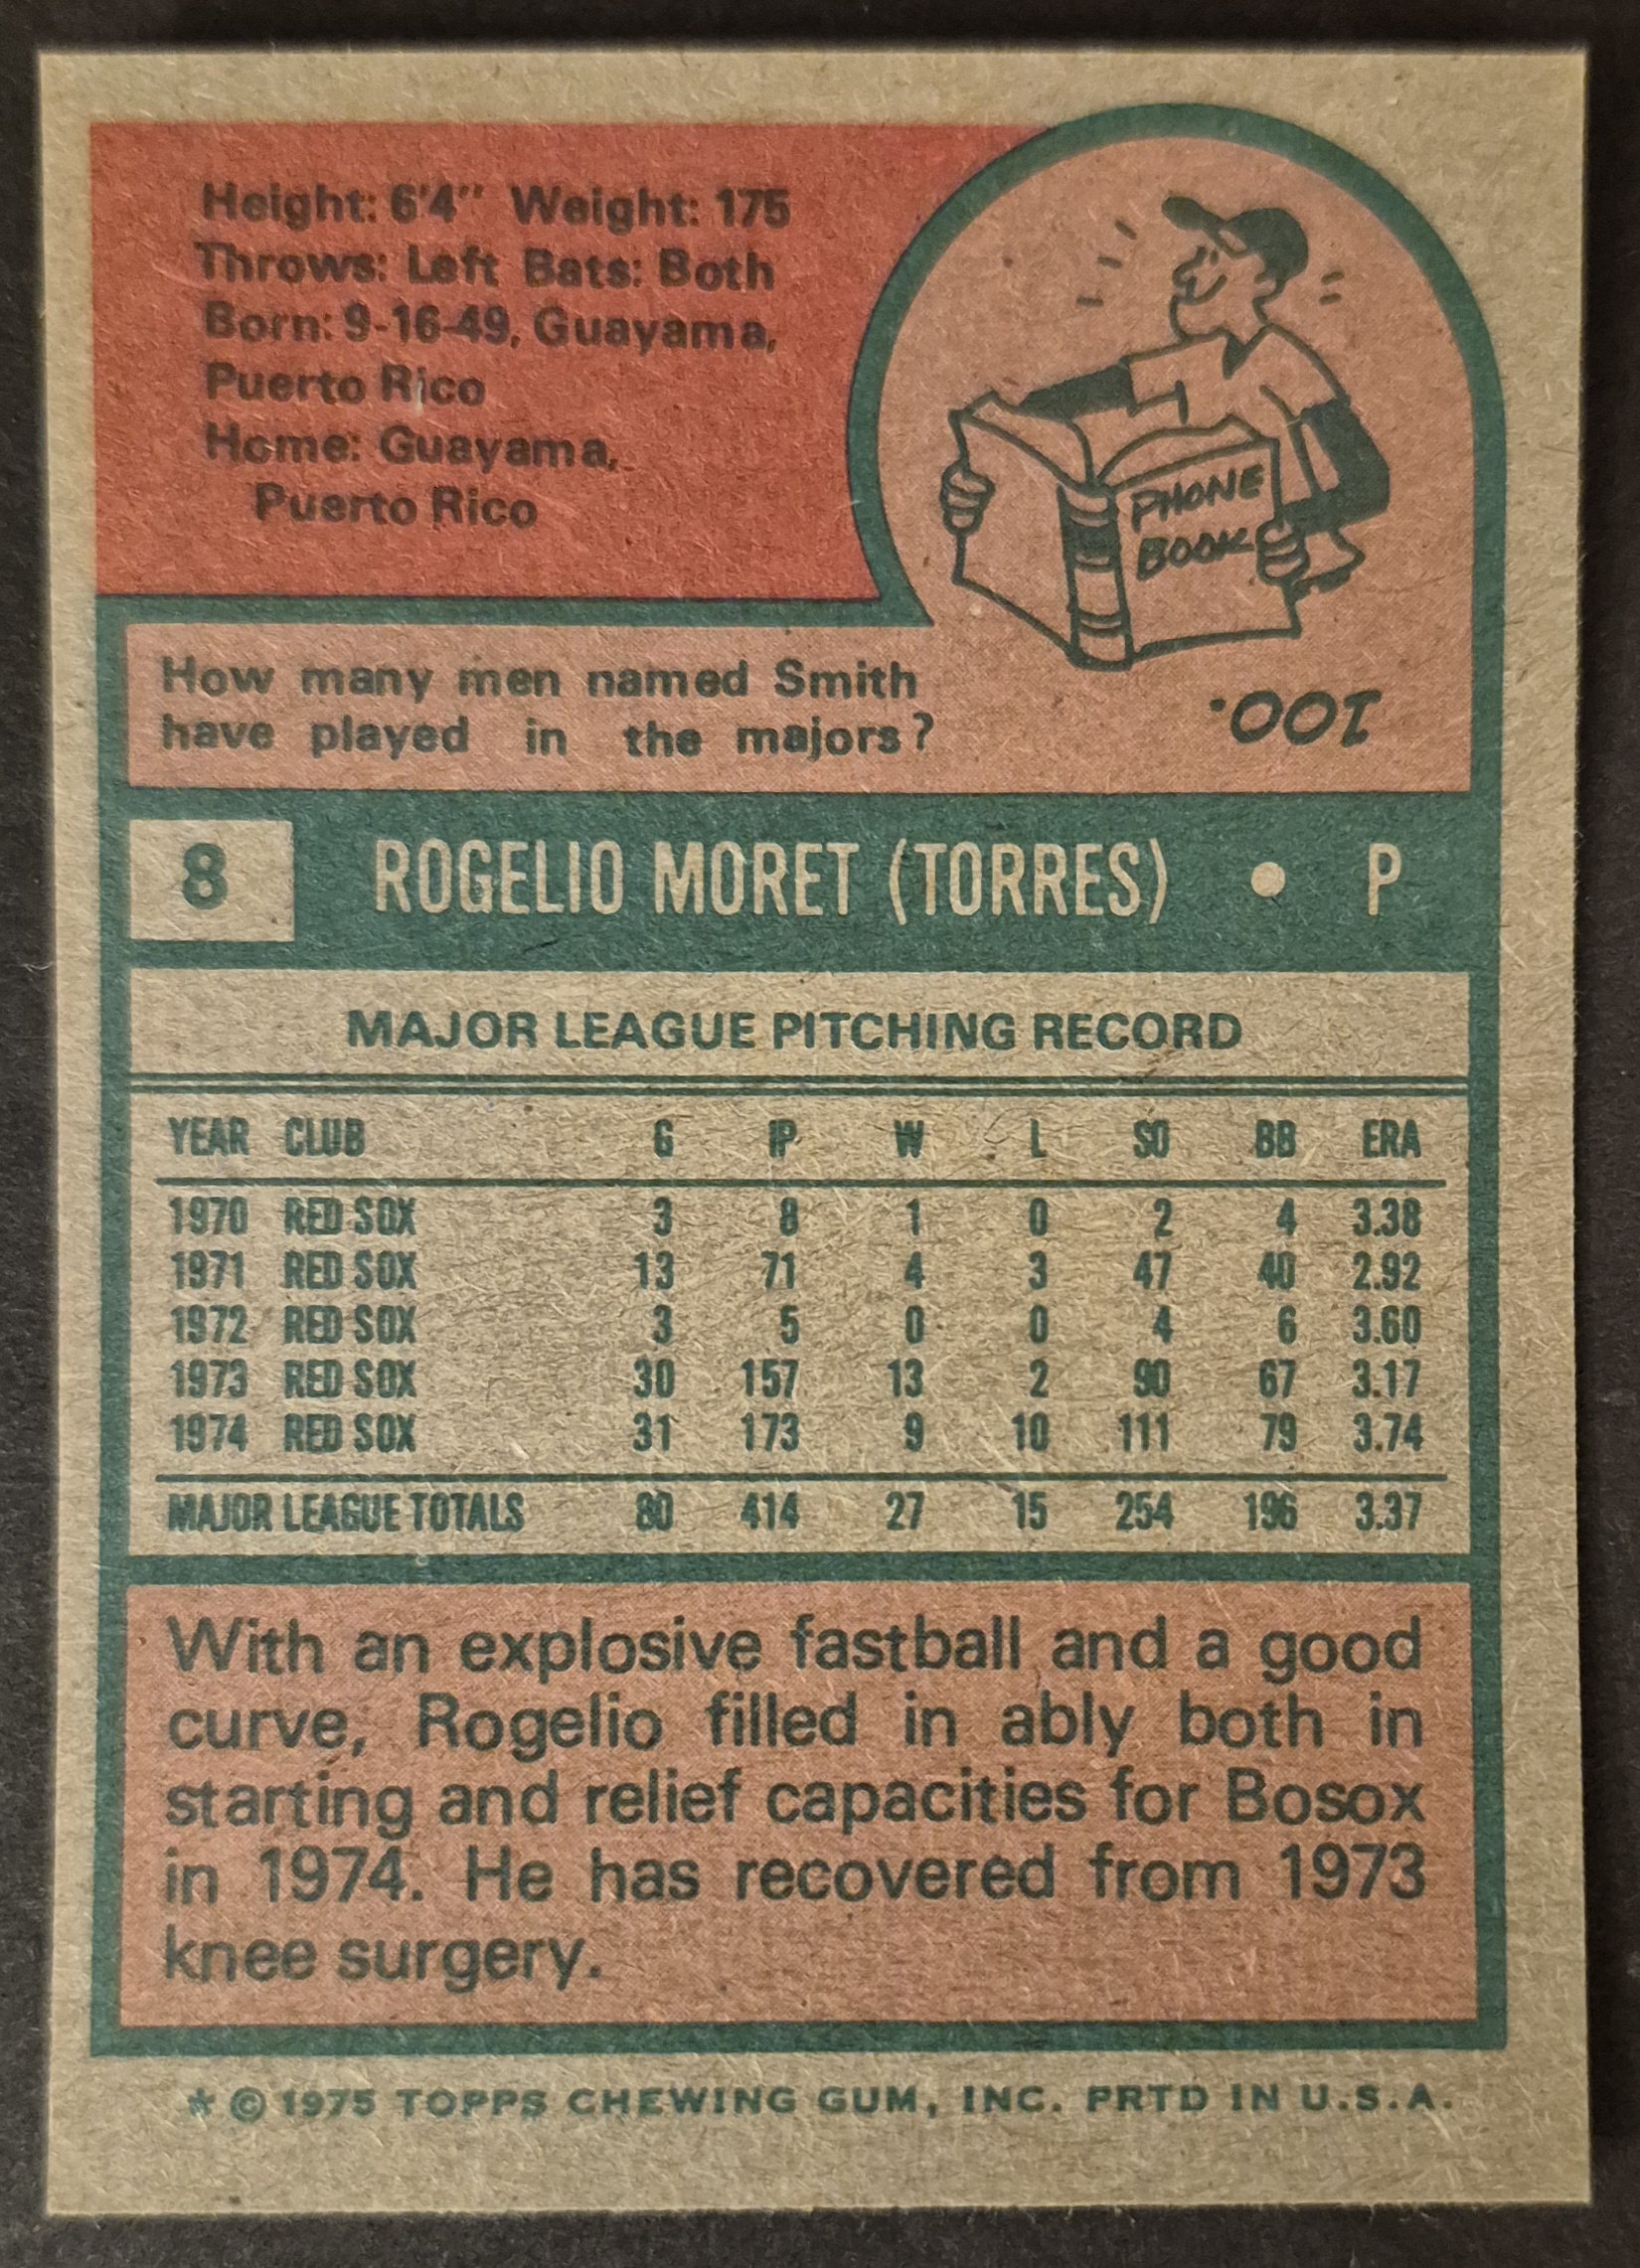 Height: 6'4" Weight: 175
Throws: Left Bats: Both
Born: 9-16-49, Guayama,
Puerto Rico
Home: Guayama,
Puerto Rico
PHONE
BOOK
How many men named Smith
have played in the majors?
100.
8 ROGELIO MORET (TORRES) • P
MAJOR LEAGUE PITCHING RECORD
YEAR CLUB G IP W L SO BB ERA
1970 RED SOX 3 8 1 0 2 4 3.38
1971 RED SOX 13 71 4 3 47 40 2.92
1972 RED SOX 3 5 0 0 4 6 3.60
1973 RED SOX 30 157 13 2 90 67 3.17
1974 RED SOX 31 173 9 10 111 79 3.74
MAJOR LEAGUE TOTALS 80 414 27 15 254 196 3.37
With an explosive fastball and a good
curve, Rogelio filled in ably both in
starting and relief capacities for Bosox
in 1974. He has recovered from 1973
knee surgery.
* © 1975 TOPPS CHEWING GUM, INC. PRTD IN U.S.A.